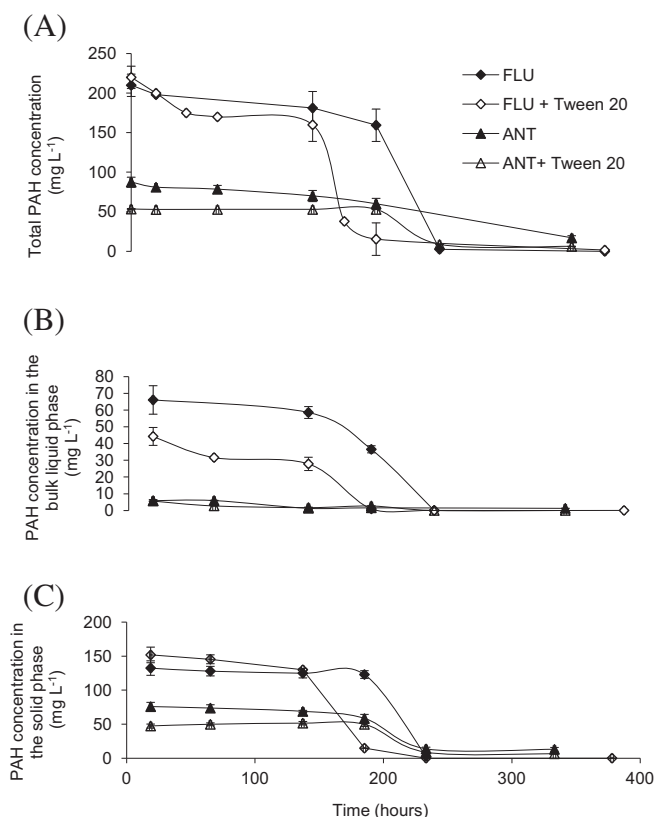 (A)
Total PAH concentration
(mg L-1)
250
200
150
100
50
0
FLU
FLU + Tween 20
ANT
ANT+ Tween 20
(B)
PAH concentration in the
bulk liquid phase
(mg L-1)
80
70
60
50
40
30
20
10
0
(C)
PAH concentration in
the solid phase
(mg L-1)
200
150
100
50
0
0
100
200
300
400
Time (hours)